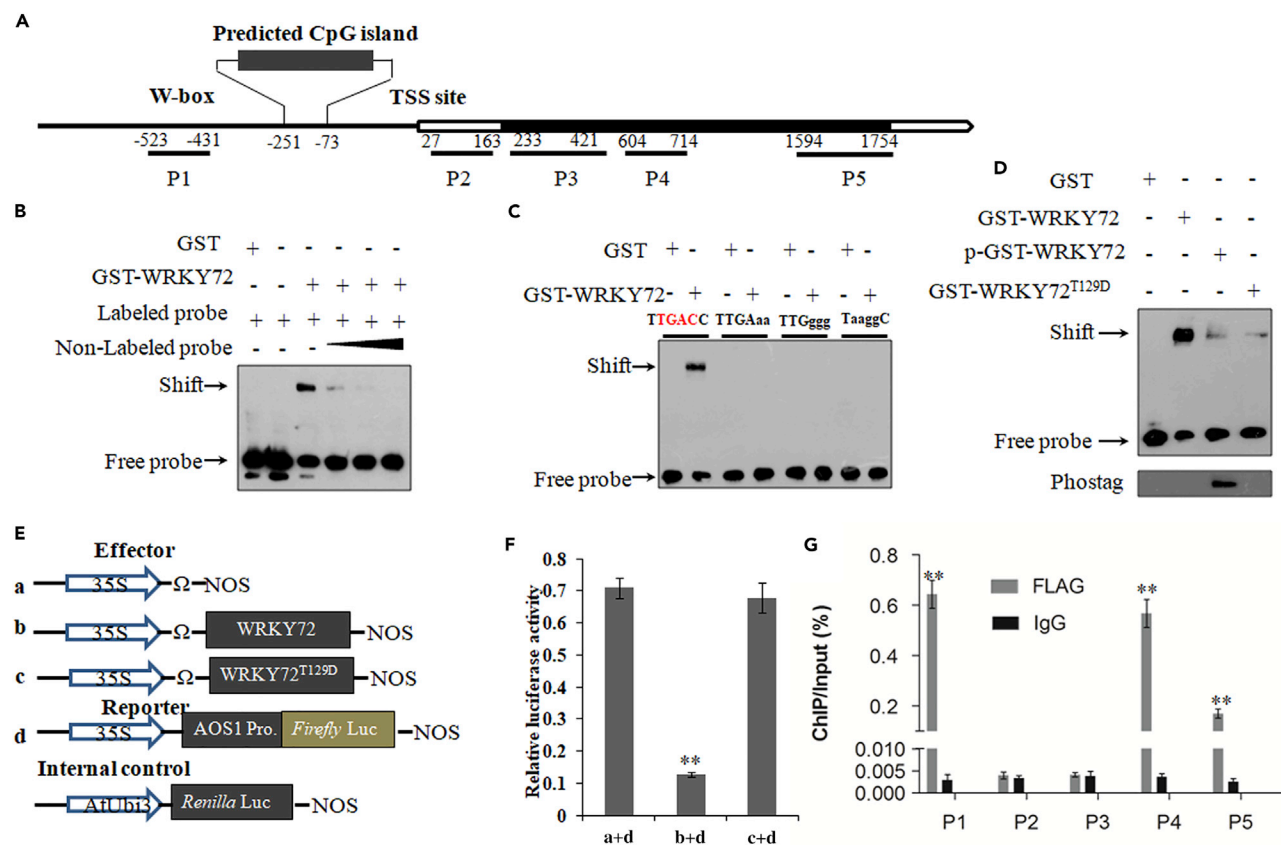 A
Predicted CpG island
W-box
TSS site
-523 -431 -251 -73 27 163 233 421 604 714 1594 1754
P1 P2 P3 P4 P5
B
GST + - - - - -
GST-WRKY72 - - + + + +
Labeled probe + + + + + +
Non-Labeled probe - - -
Shift
Free probe
C
GST + - + - + - + -
GST-WRKY72 - + - + - + - +
TTGACC TTGAaa TTGggg TaaggC
Shift
Free probe
D
GST + - - -
GST-WRKY72 - + - -
p-GST-WRKY72 - - + -
GST-WRKY72T129D - - - +
Shift
Free probe
Phostag
E
Effector
a 35S Ω NOS
b 35S Ω WRKY72 NOS
c 35S Ω WRKY72T129D NOS
Reporter
d 35S AOS1 Pro. Firefly Luc NOS
Internal control
AtUbi3 Renilla Luc NOS
F
Relative luciferase activity
0.8
0.7
0.6
0.5
0.4
0.3
0.2
0.1
0
**
a+d b+d c+d
G
ChIP/Input (%)
0.8
0.6
0.4
0.2
0.010
0.005
0.000
** ** **
FLAG
IgG
P1 P2 P3 P4 P5